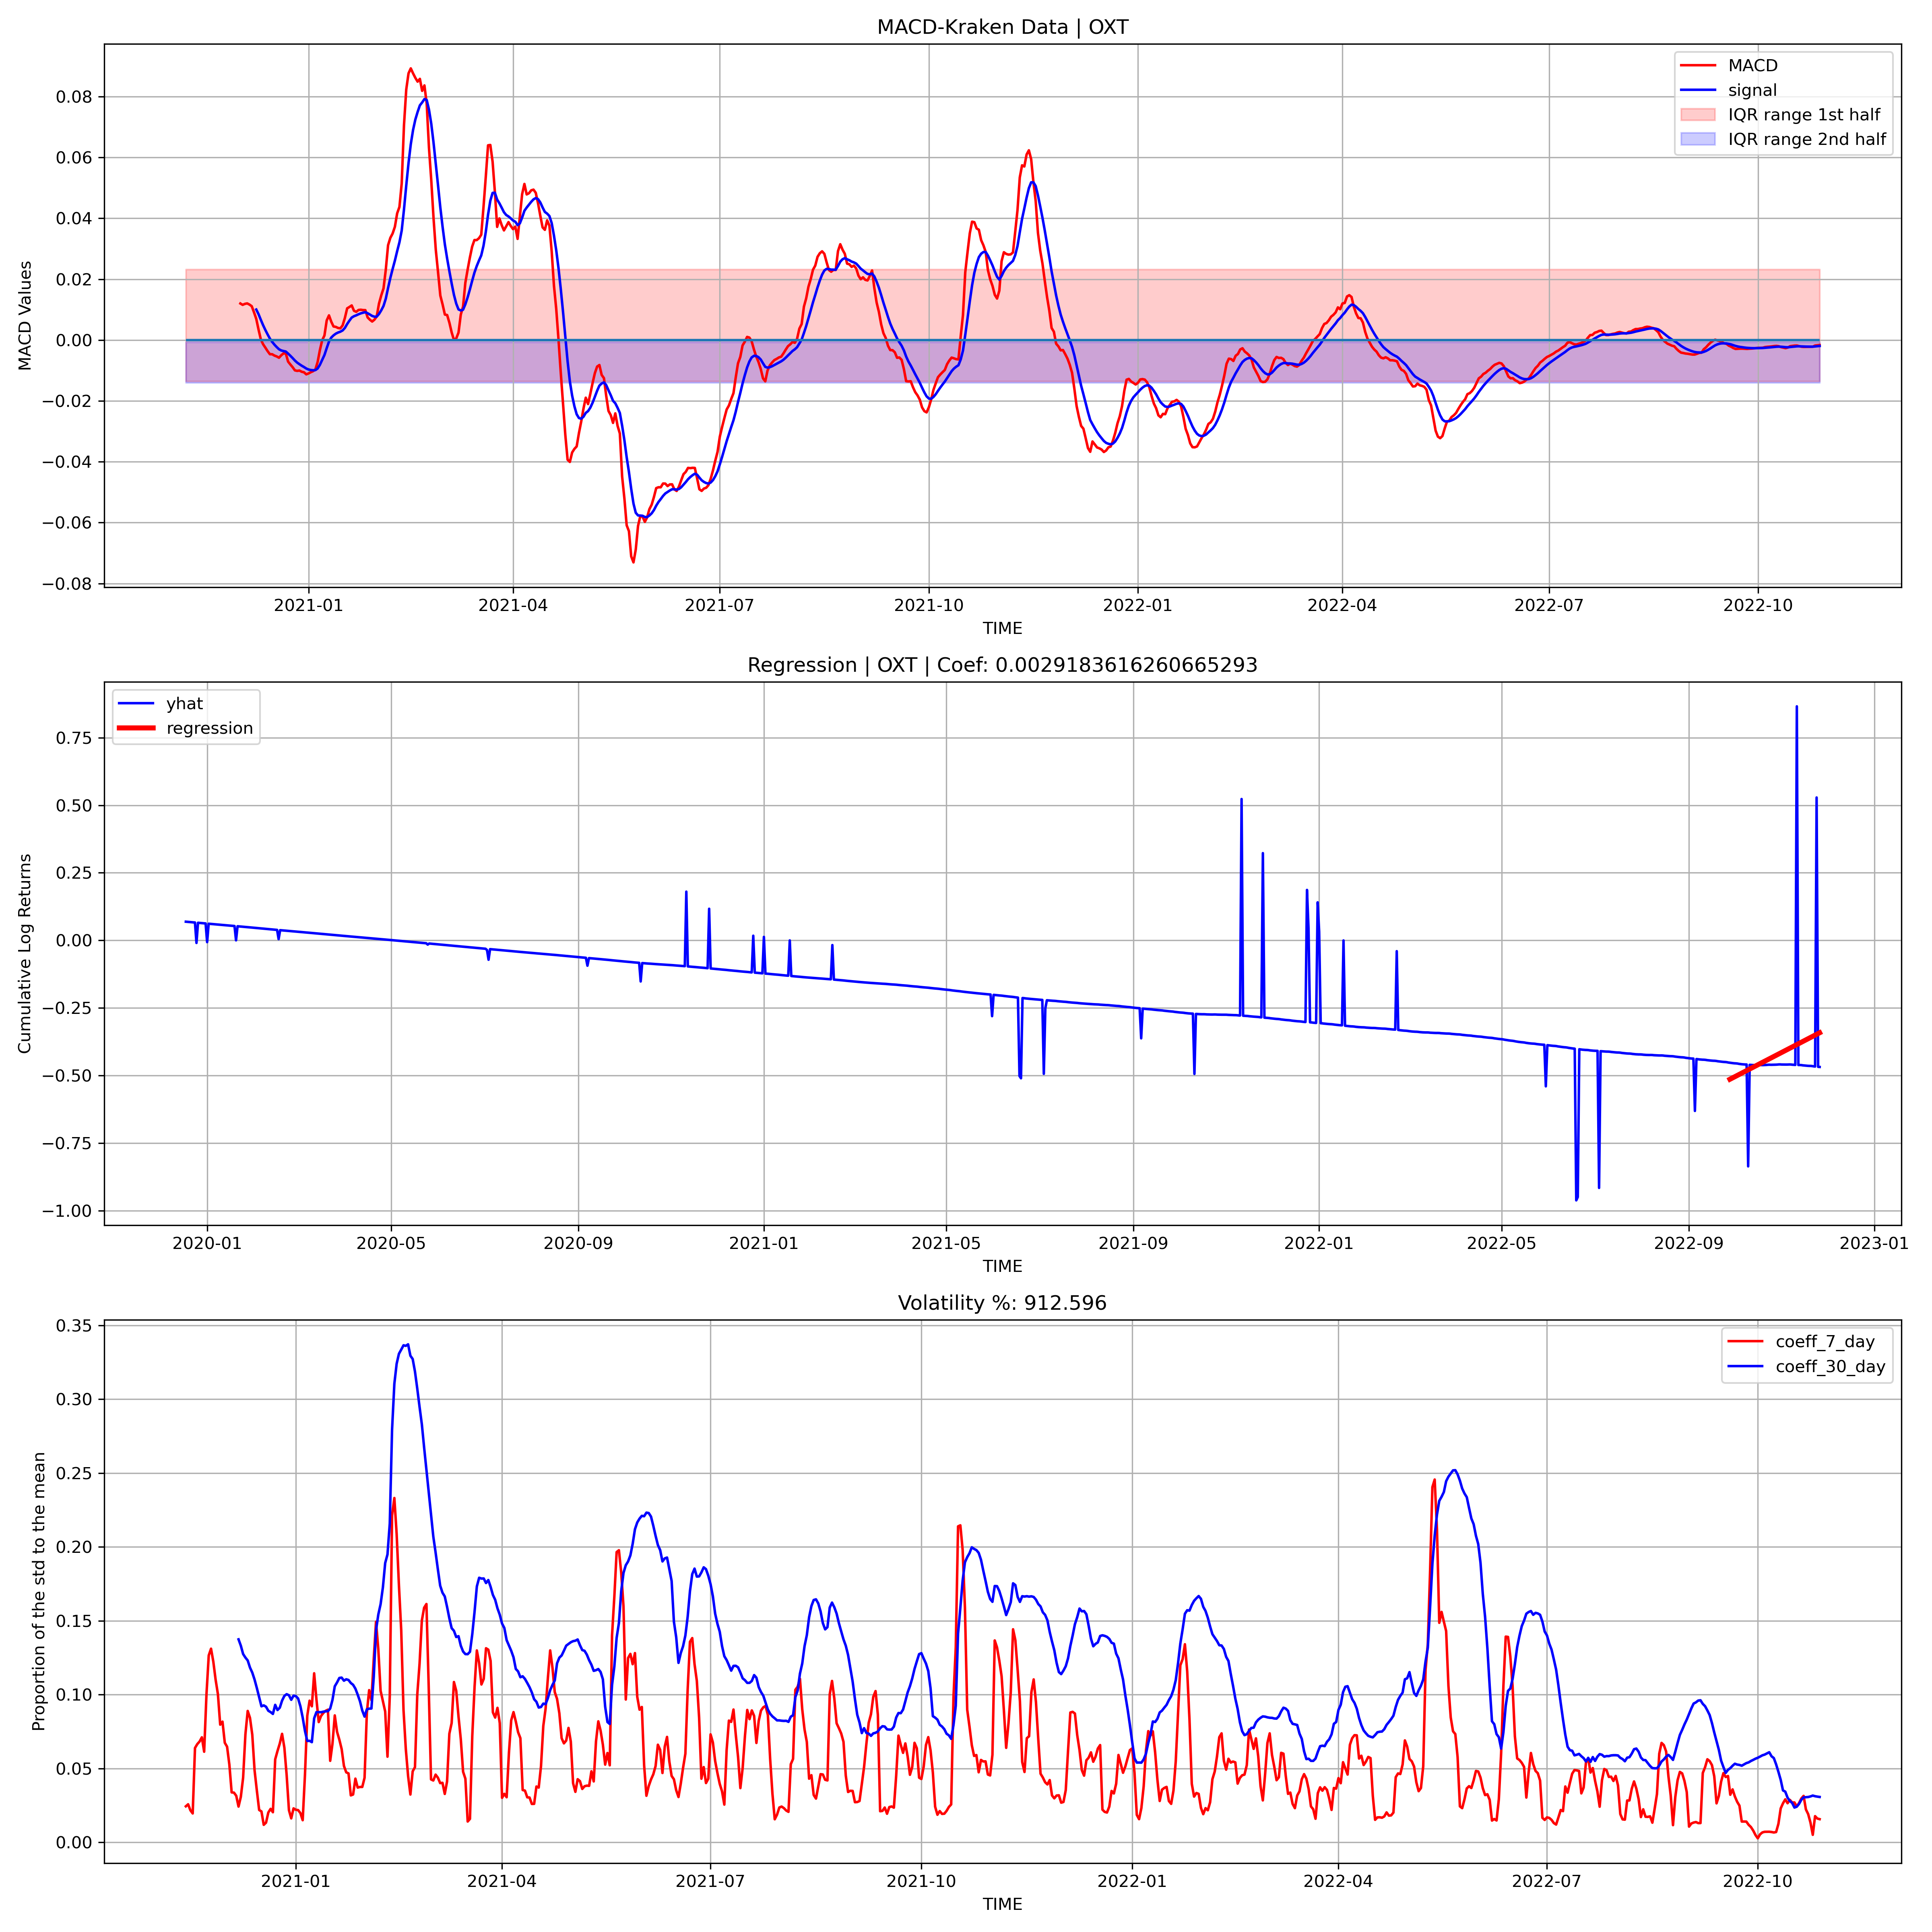 MACD-Kraken Data | OXT
MACD Values
0.08
0.06
0.04
0.02
0.00
−0.02
−0.04
−0.06
−0.08
MACD
signal
IQR range 1st half
IQR range 2nd half
2021-01 2021-04 2021-07 2021-10 2022-01 2022-04 2022-07 2022-10
TIME
Regression | OXT | Coef: 0.0029183616260665293
Cumulative Log Returns
yhat
regression
0.75
0.50
0.25
0.00
−0.25
−0.50
−0.75
−1.00
2020-01 2020-05 2020-09 2021-01 2021-05 2021-09 2022-01 2022-05 2022-09 2023-01
TIME
Volatility %: 912.596
Proportion of the std to the mean
0.35
0.30
0.25
0.20
0.15
0.10
0.05
0.00
coeff_7_day
coeff_30_day
2021-01 2021-04 2021-07 2021-10 2022-01 2022-04 2022-07 2022-10
TIME